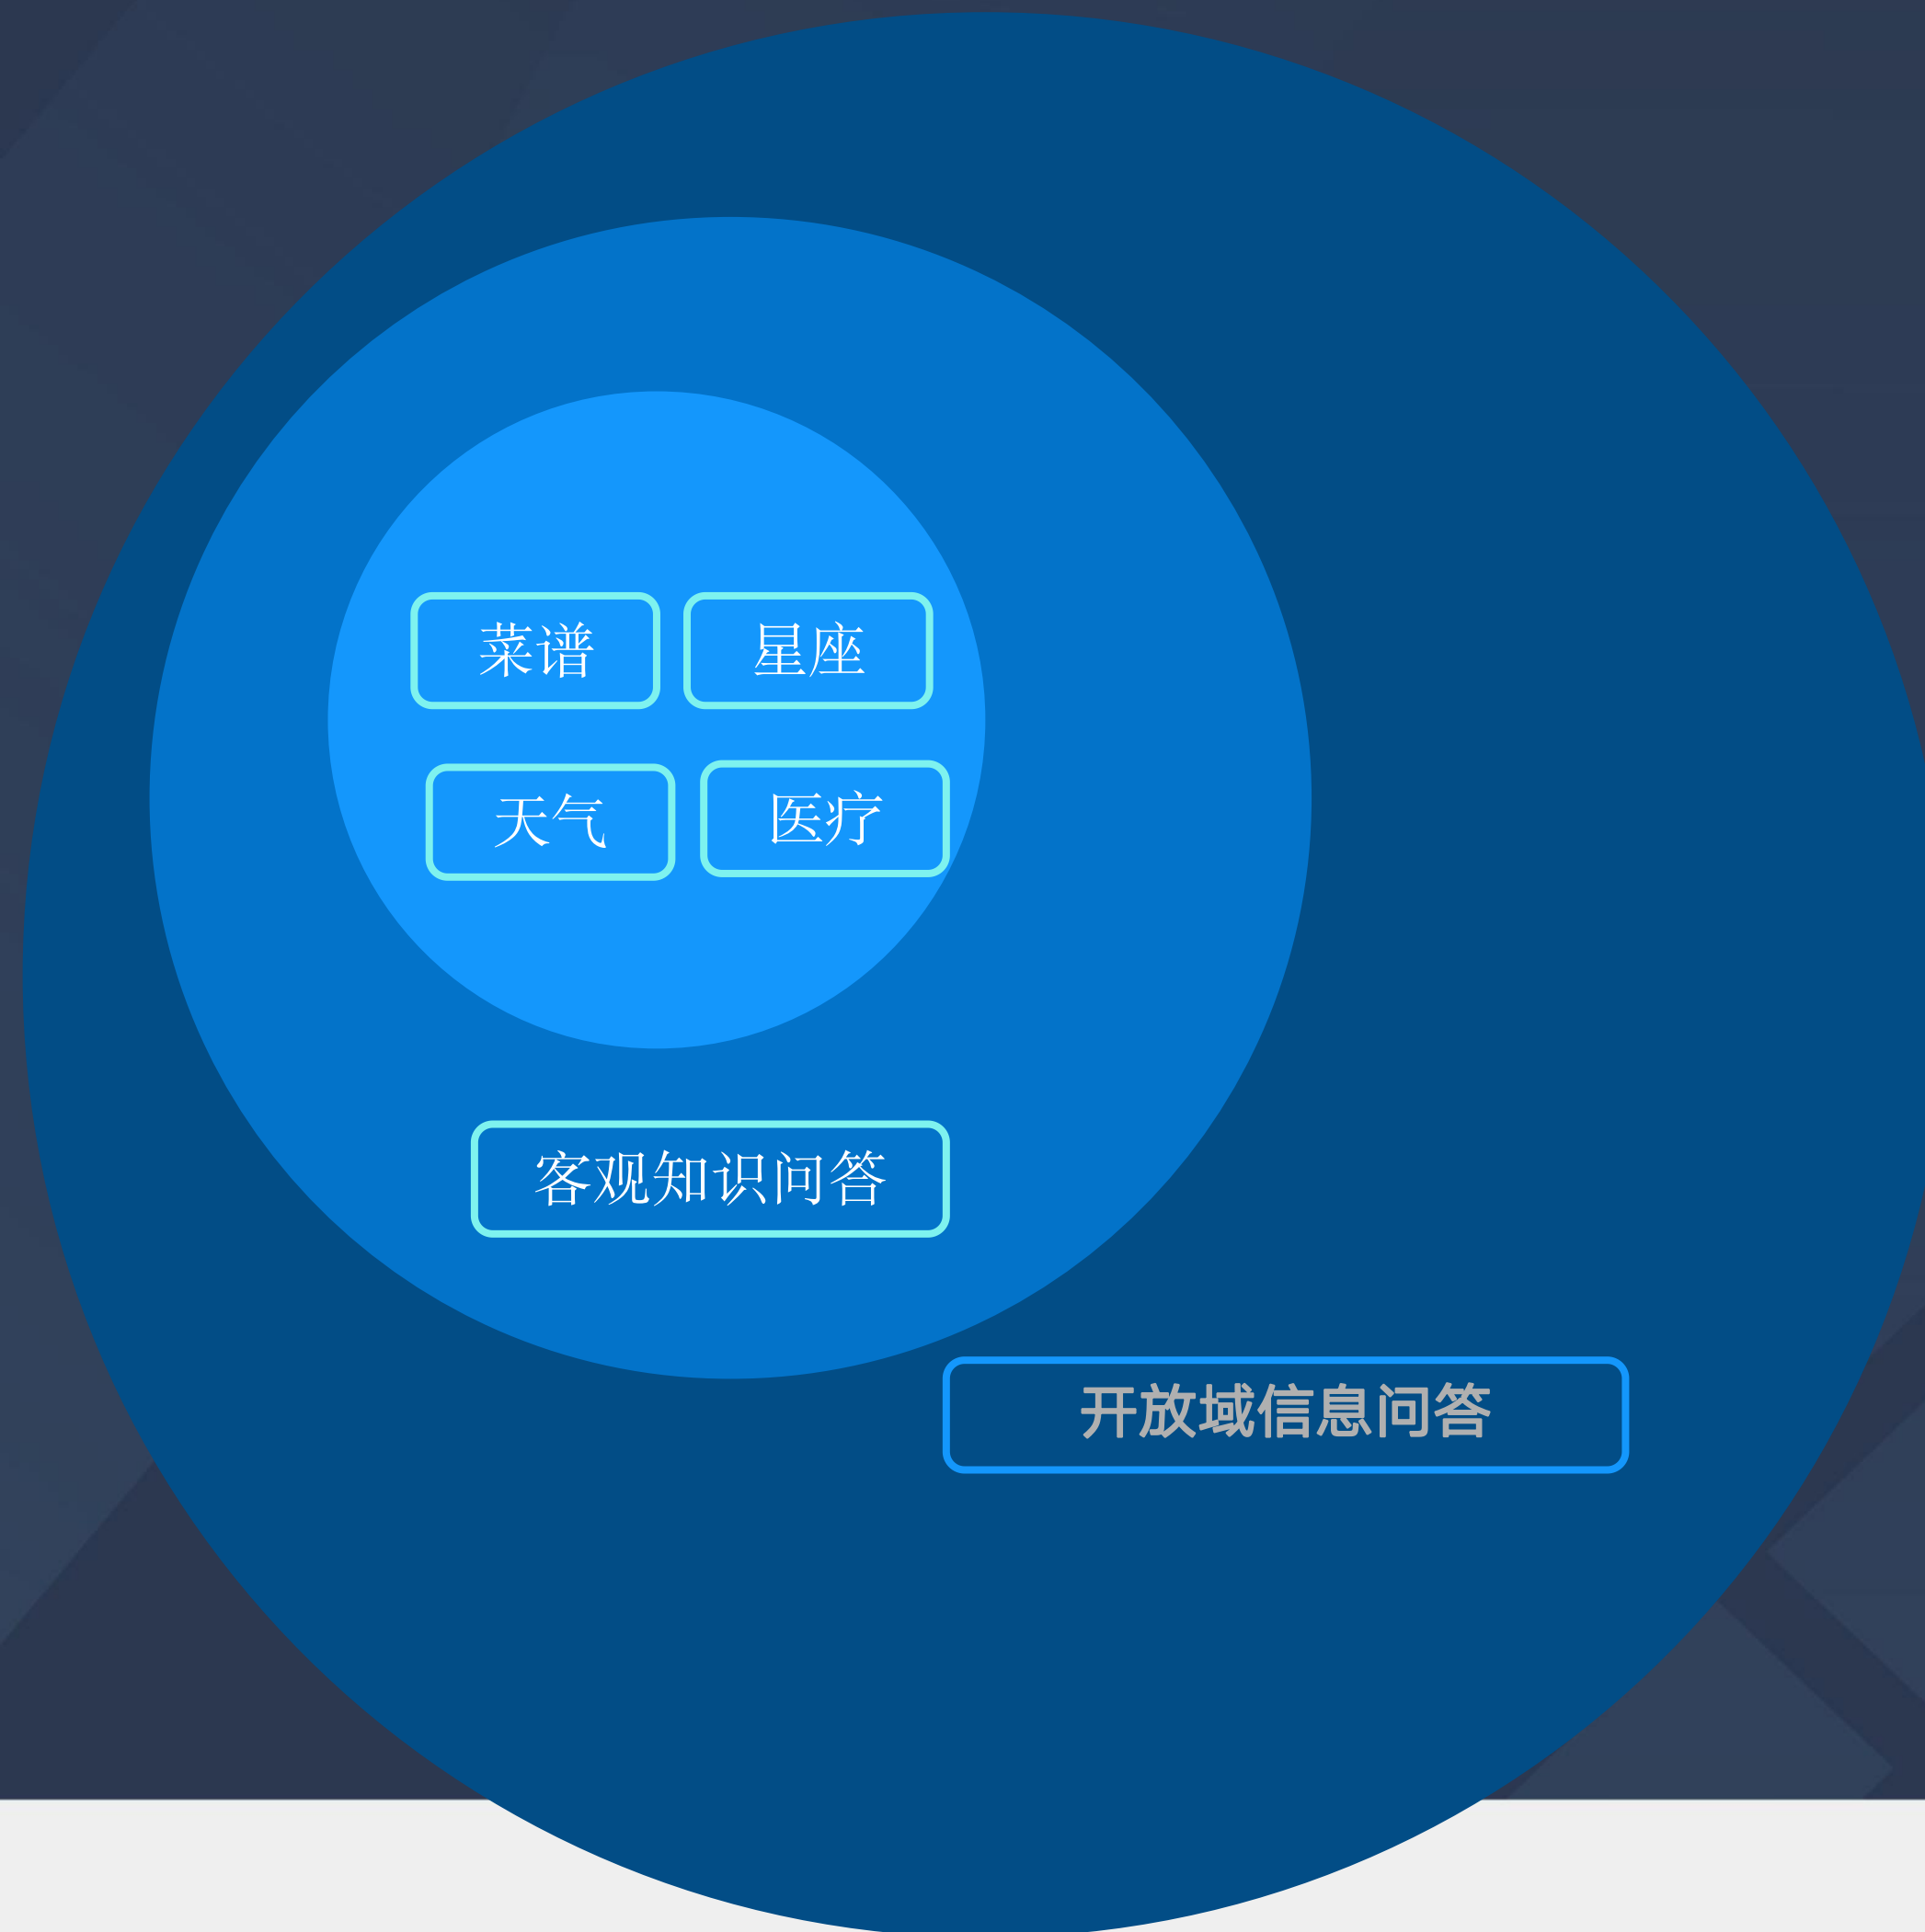 菜谱
星座
天气
医疗
客观知识问答
开放域信息问答